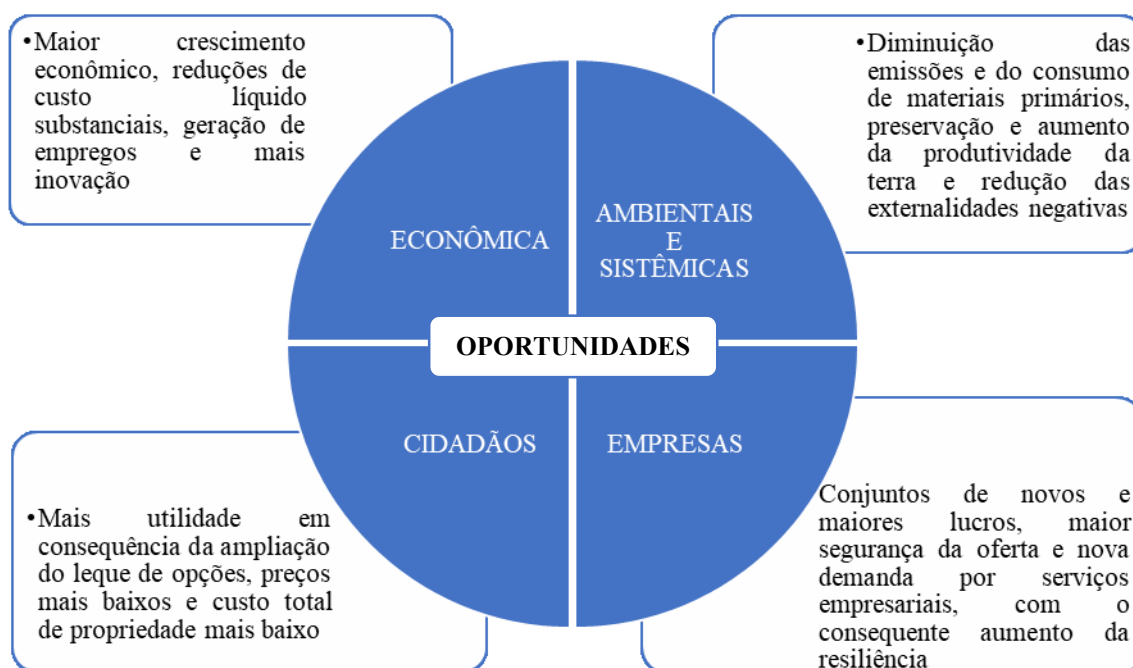 •Maior crescimento
econômico, reduções de
custo líquido
substanciais, geração de
empregos e mais
inovação
•Diminuição das
emissões e do consumo
de materiais primários,
preservação e aumento
da produtividade da
terra e redução das
externalidades negativas
ECONÔMICA
AMBIENTAIS
E
SISTÊMICAS
OPORTUNIDADES
CIDADÃOS
EMPRESAS
•Mais utilidade em
consequência da ampliação
do leque de opções, preços
mais baixos e custo total
de propriedade mais baixo
Conjuntos de novos e
maiores lucros, maior
segurança da oferta e nova
demanda por serviços
empresariais, com o
consequente aumento da
resiliência